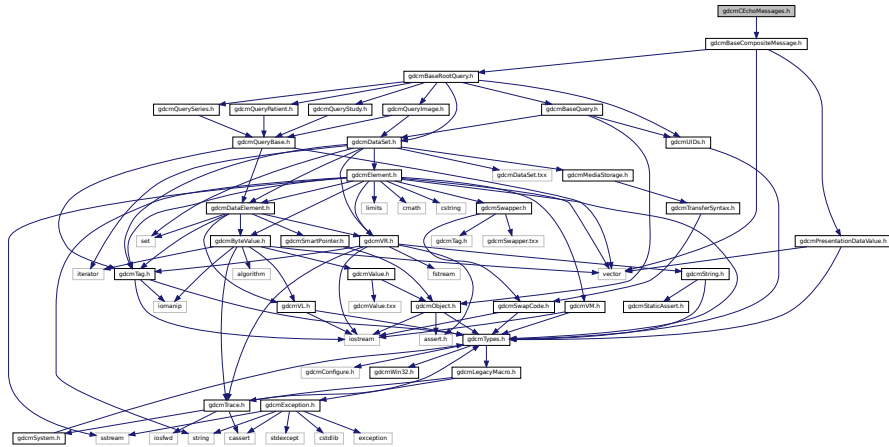 gdcmCEchoMessages.h
gdcmBaseCompositeMessage.h
gdcmBaseRootQuery.h
gdcmQuerySeries.h
gdcmQueryPatient.h
gdcmQueryStudy.h
gdcmQueryImage.h
gdcmBaseQuery.h
gdcmQueryBase.h
gdcmDataSet.h
gdcmUIDs.h
gdcmElement.h
gdcmDataSet.txx
gdcmMediaStorage.h
gdcmDataElement.h
limits
cmath
cstring
gdcmSwapper.h
gdcmTransferSyntax.h
set
gdcmByteValue.h
gdcmSmartPointer.h
gdcmVR.h
gdcmTag.h
gdcmSwapper.txx
gdcmPresentationDataValue.h
iterator
gdcmTag.h
algorithm
gdcmValue.h
fstream
vector
gdcmString.h
iomanip
gdcmVL.h
gdcmValue.txx
gdcmObject.h
gdcmSwapCode.h
gdcmVM.h
gdcmStaticAssert.h
iostream
assert.h
gdcmTypes.h
gdcmConfigure.h
gdcmWin32.h
gdcmLegacyMacro.h
gdcmTrace.h
gdcmException.h
gdcmSystem.h
sstream
iosfwd
string
cassert
stdexcept
cstdlib
exception